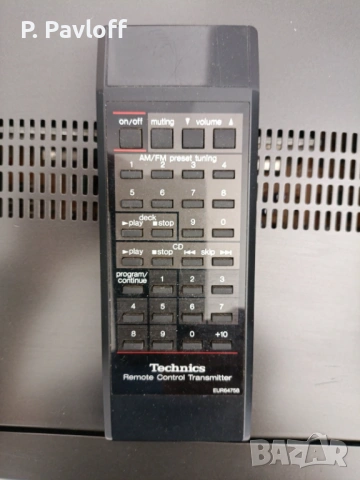 P. Pavloff
on/off muting ▼ volume ▲
AM/FM preset tuning
1 2 3 4
5 6 7 8
deck
►play ■stop 9 0
CD
►play ■stop ◄◄ skip ►►
program/
continue 1 2 3
4 5 6 7
8 9 0 +10
Technics
Remote Control Transmitter
EUR64758
BAZAR